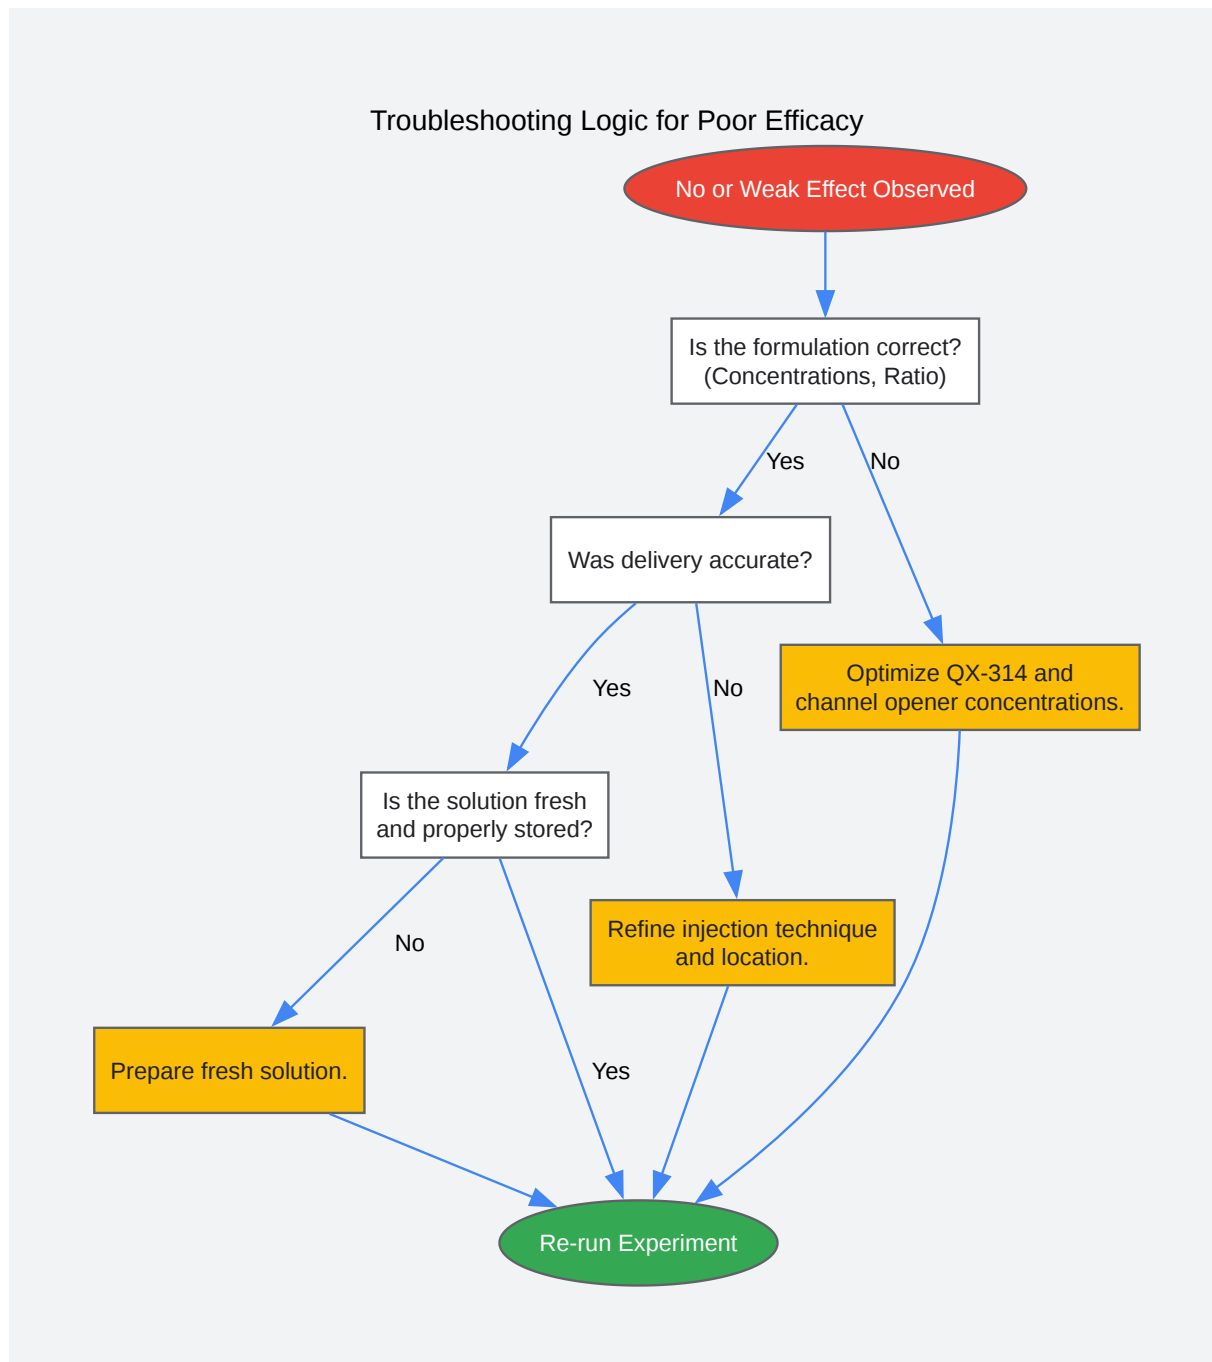 Troubleshooting Logic for Poor Efficacy
No or Weak Effect Observed
Is the formulation correct?
(Concentrations, Ratio)
Yes
No
Was delivery accurate?
Optimize QX-314 and
channel opener concentrations.
Yes
No
Is the solution fresh
and properly stored?
Refine injection technique
and location.
No
Yes
Prepare fresh solution.
Re-run Experiment